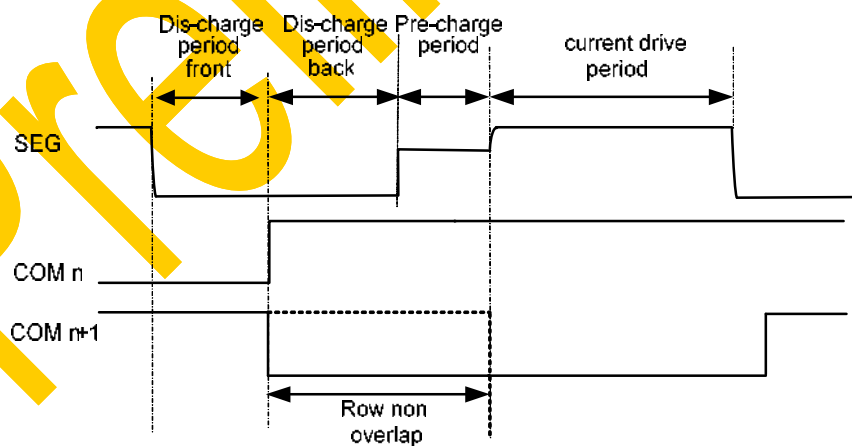 Dis-charge
period
front
Dis-charge
period
back
Pre-charge
period
current drive
period
SEG
COM n
COM n+1
Row non
overlap